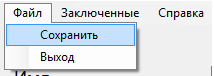 Файл Заключенные Справка
Сохранить
Выход